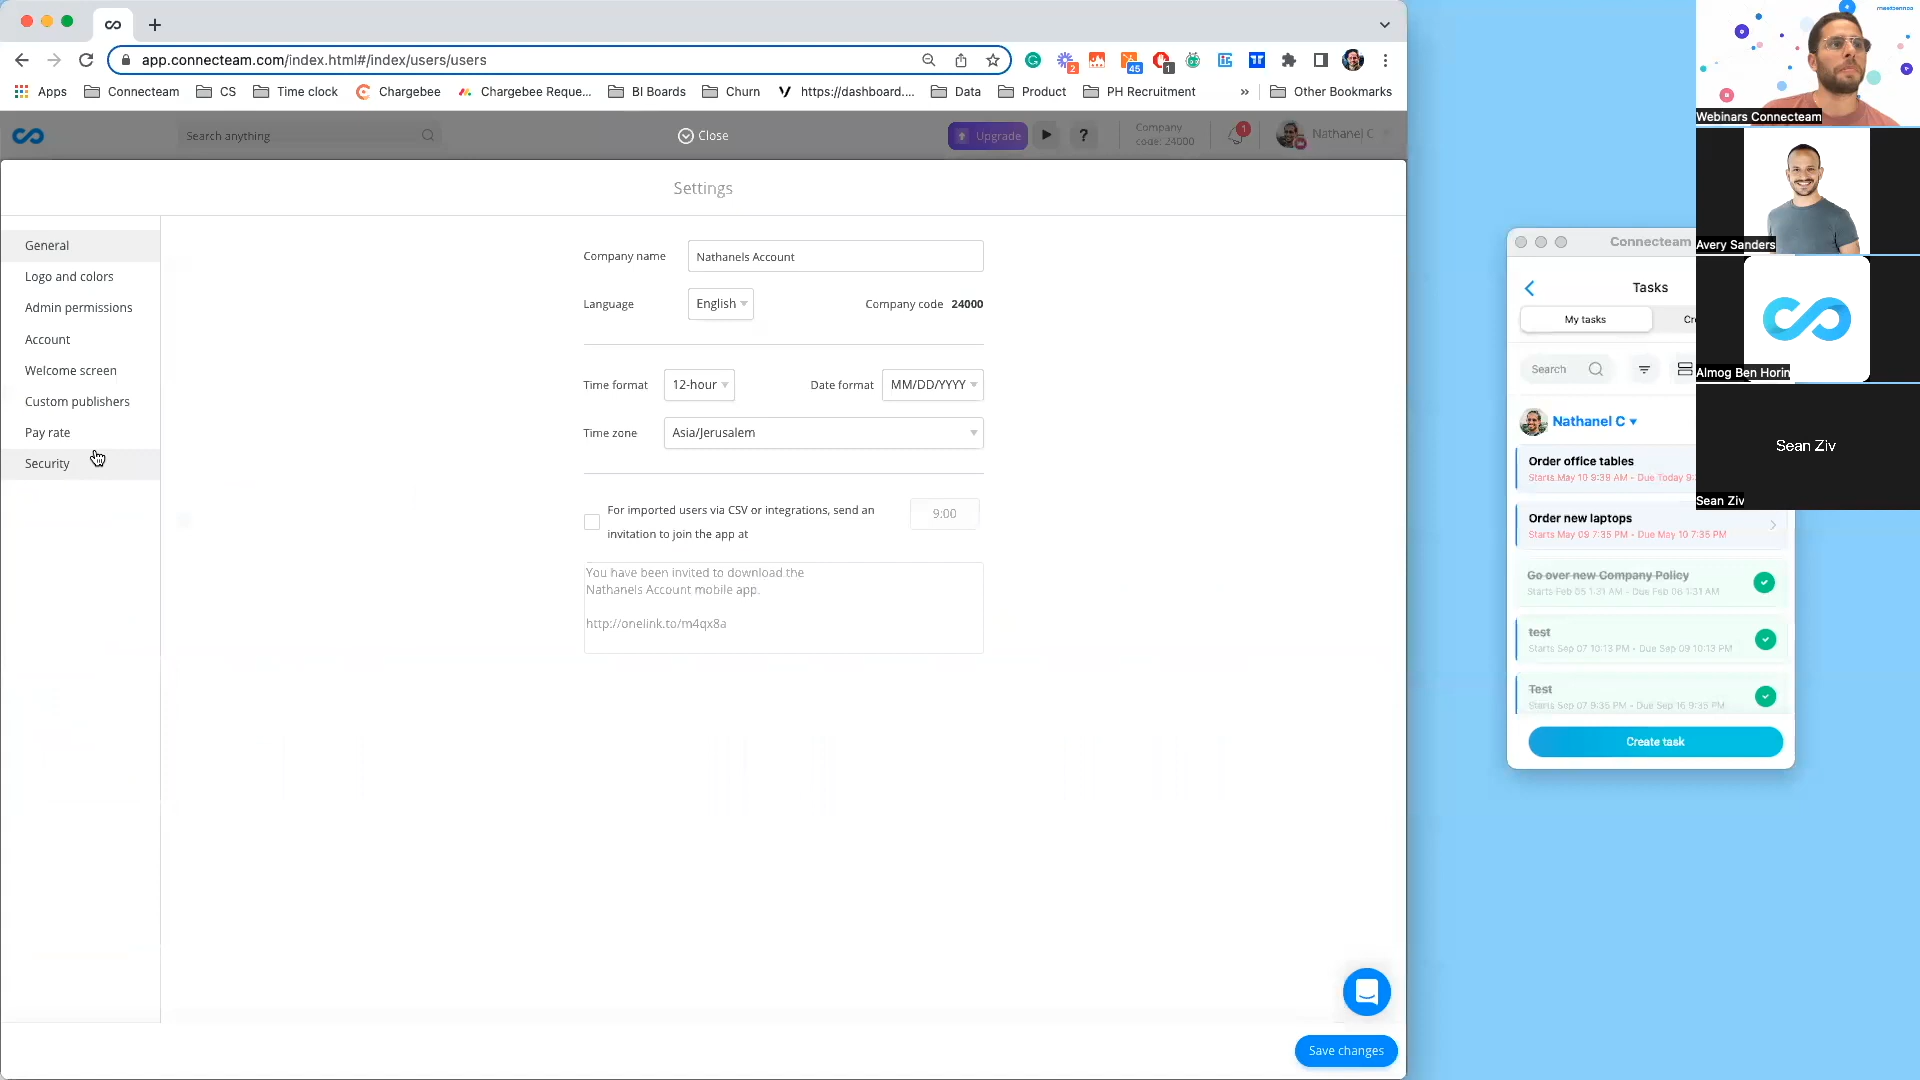 app.connecteam.com/index.html#/index/users/users
2
45
1
Apps
Connecteam
CS
Time clock
Chargebee
Chargebee Reque...
BI Boards
Churn
https://dashboard....
Data
Product
PH Recruitment
»
Other Bookmarks
Search anything
Close
Upgrade
?
Company
code: 24000
1
Nathanel C
Settings
General
Logo and colors
Admin permissions
Account
Welcome screen
Custom publishers
Pay rate
Security
Company name
Nathanels Account
Language
English
Company code 24000
Time format
12-hour
Date format
MM/DD/YYYY
Time zone
Asia/Jerusalem
For imported users via CSV or integrations, send an
invitation to join the app at
9:00
You have been invited to download the
Nathanels Account mobile app.
http://onelink.to/m4qx8a
Save changes
Connecteam
Tasks
My tasks
Cr
Search
Nathanel C
Order office tables
Starts May 10 9:39 AM - Due Today 9:
Order new laptops
Starts May 09 7:35 PM - Due May 10 7:35 PM
Go over new Company Policy
Starts Feb 05 1:31 AM - Due Feb 06 1:31 AM
test
Starts Sep 07 10:13 PM - Due Sep 09 10:13 PM
Test
Starts Sep 07 9:35 PM - Due Sep 16 9:35 PM
Create task
Webinars Connecteam
Avery Sanders
Almog Ben Horin
Sean Ziv
Sean Ziv